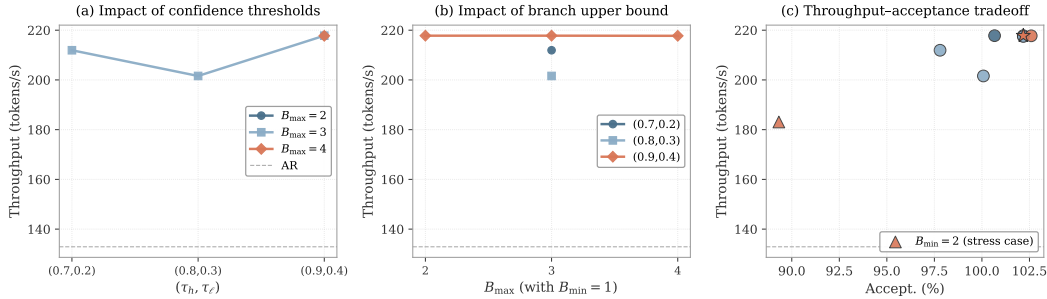 (a) Impact of confidence thresholds
Throughput (tokens/s)
220
200
180
160
140
B_max = 2
B_max = 3
B_max = 4
AR
(0.7,0.2)
(0.8,0.3)
(0.9,0.4)
(τ_h, τ_ℓ)
(b) Impact of branch upper bound
Throughput (tokens/s)
220
200
180
160
140
(0.7,0.2)
(0.8,0.3)
(0.9,0.4)
2
3
4
B_max (with B_min = 1)
(c) Throughput–acceptance tradeoff
Throughput (tokens/s)
220
200
180
160
140
B_min = 2 (stress case)
90.0
92.5
95.0
97.5
100.0
102.5
Accept. (%)